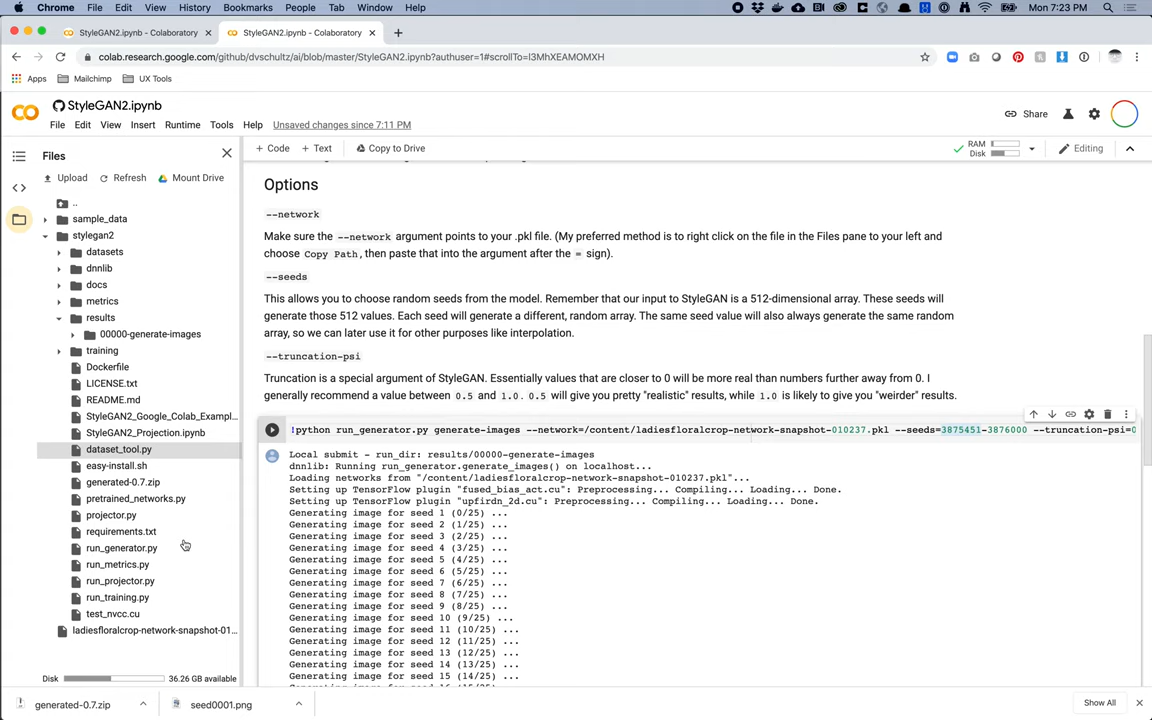 Chrome File Edit View History Bookmarks People Tab Window Help Mon 7:23 PM
StyleGAN2.ipynb - Colaboratory StyleGAN2.ipynb - Colaboratory
colab.research.google.com/github/dvschultz/ai/blob/master/StyleGAN2.ipynb?authuser=1#scrollTo=I3MhXEAMOMXH
Apps Mailchimp UX Tools
StyleGAN2.ipynb
Share
File Edit View Insert Runtime Tools Help Unsaved changes since 7:11 PM
Files
+ Code + Text Copy to Drive
RAM
Disk
Editing
Upload Refresh Mount Drive
..
sample_data
stylegan2
datasets
dnnlib
docs
metrics
results
00000-generate-images
training
Dockerfile
LICENSE.txt
README.md
StyleGAN2_Google_Colab_Exampl...
StyleGAN2_Projection.ipynb
dataset_tool.py
easy-install.sh
generated-0.7.zip
pretrained_networks.py
projector.py
requirements.txt
run_generator.py
run_metrics.py
run_projector.py
run_training.py
test_nvcc.cu
ladiesfloralcrop-network-snapshot-01...
Disk 36.26 GB available
Options
--network
Make sure the --network argument points to your .pkl file. (My preferred method is to right click on the file in the Files pane to your left and
choose Copy Path, then paste that into the argument after the = sign).
--seeds
This allows you to choose random seeds from the model. Remember that our input to StyleGAN is a 512-dimensional array. These seeds will
generate those 512 values. Each seed will generate a different, random array. The same seed value will also always generate the same random
array, so we can later use it for other purposes like interpolation.
--truncation-psi
Truncation is a special argument of StyleGAN. Essentially values that are closer to 0 will be more real than numbers further away from 0. I
generally recommend a value between 0.5 and 1.0. 0.5 will give you pretty "realistic" results, while 1.0 is likely to give you "weirder" results.
!python run_generator.py generate-images --network=/content/ladiesfloralcrop-network-snapshot-010237.pkl --seeds=3875451-3876000 --truncation-psi=0
Local submit - run_dir: results/00000-generate-images
dnnlib: Running run_generator.generate_images() on localhost...
Loading networks from "/content/ladiesfloralcrop-network-snapshot-010237.pkl"...
Setting up TensorFlow plugin "fused_bias_act.cu": Preprocessing... Compiling... Loading... Done.
Setting up TensorFlow plugin "upfirdn_2d.cu": Preprocessing... Compiling... Loading... Done.
Generating image for seed 1 (0/25) ...
Generating image for seed 2 (1/25) ...
Generating image for seed 3 (2/25) ...
Generating image for seed 4 (3/25) ...
Generating image for seed 5 (4/25) ...
Generating image for seed 6 (5/25) ...
Generating image for seed 7 (6/25) ...
Generating image for seed 8 (7/25) ...
Generating image for seed 9 (8/25) ...
Generating image for seed 10 (9/25) ...
Generating image for seed 11 (10/25) ...
Generating image for seed 12 (11/25) ...
Generating image for seed 13 (12/25) ...
Generating image for seed 14 (13/25) ...
Generating image for seed 15 (14/25) ...
generated-0.7.zip seed0001.png Show All